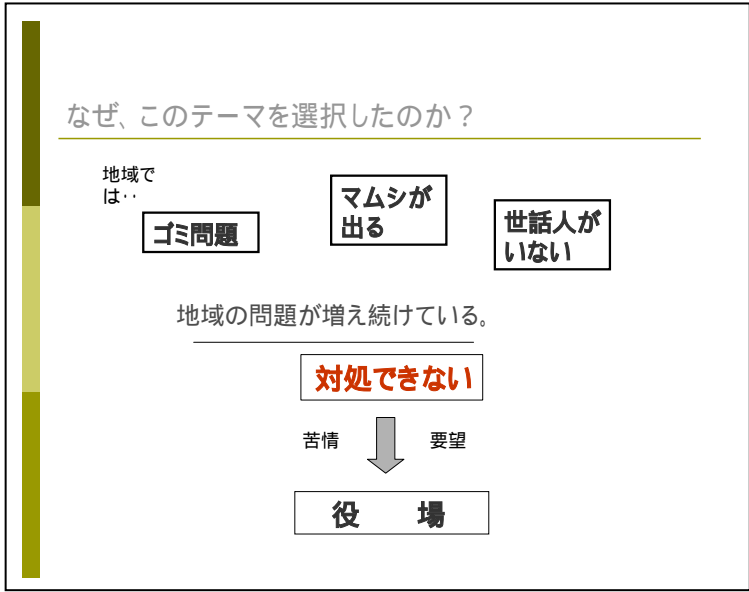 なぜ、このテーマを選択したのか？
地域で
は‥
ゴミ問題
マムシが
出る
世話人が
いない
地域の問題が増え続けている。
対処できない
苦情
要望
役　場